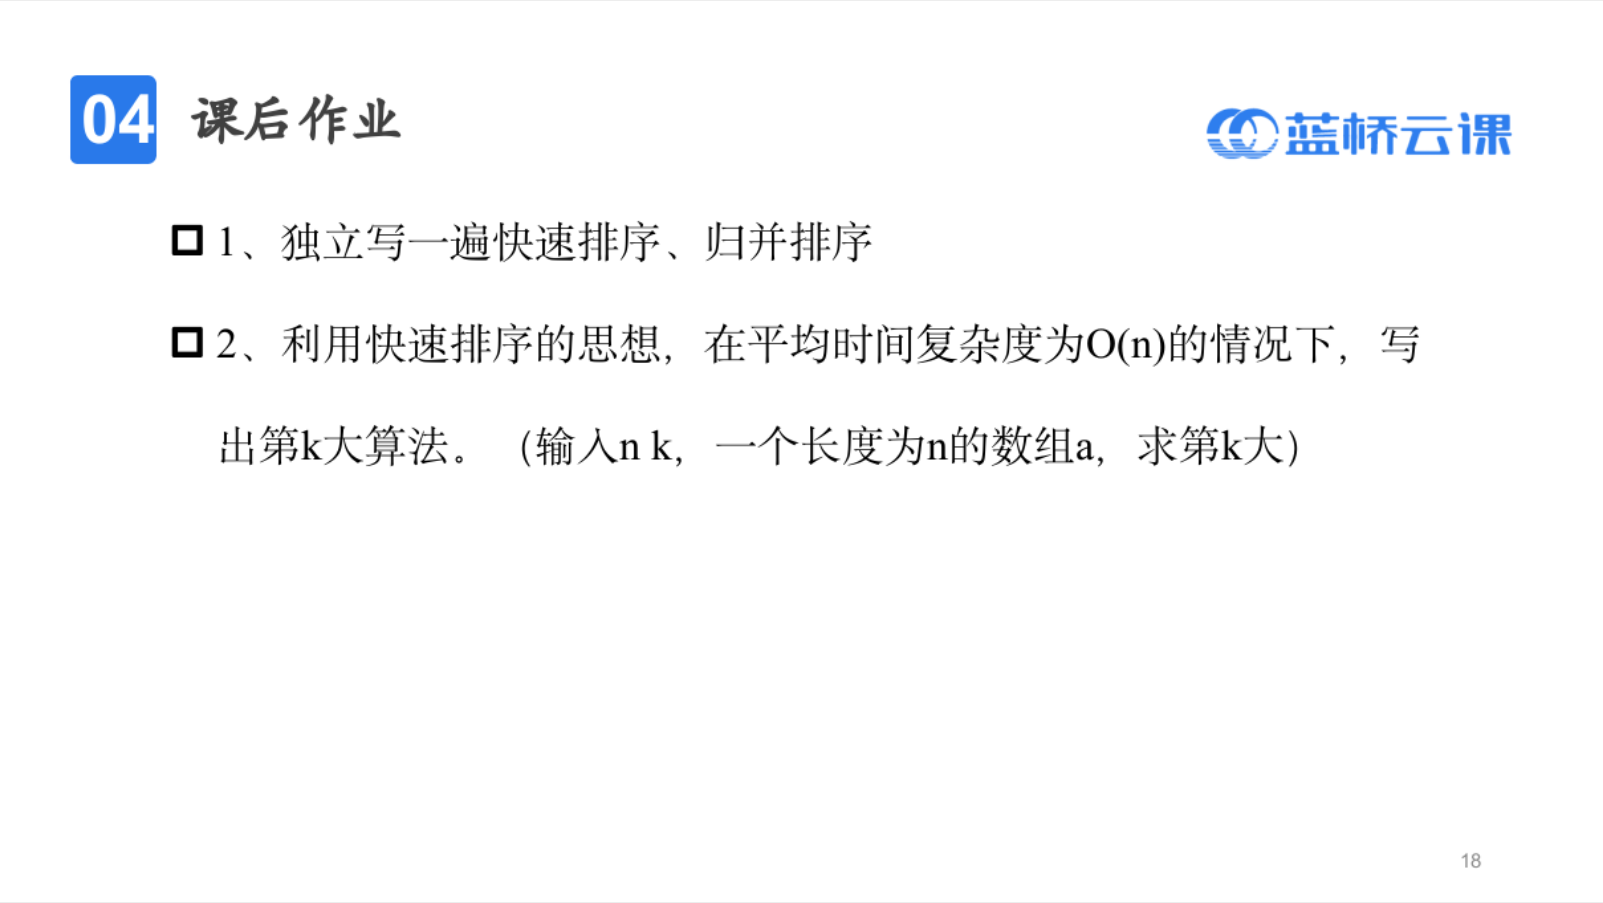 04 课后作业
蓝桥云课
1、独立写一遍快速排序、归并排序
2、利用快速排序的思想，在平均时间复杂度为O(n)的情况下，写
出第k大算法。（输入n k，一个长度为n的数组a，求第k大）
18